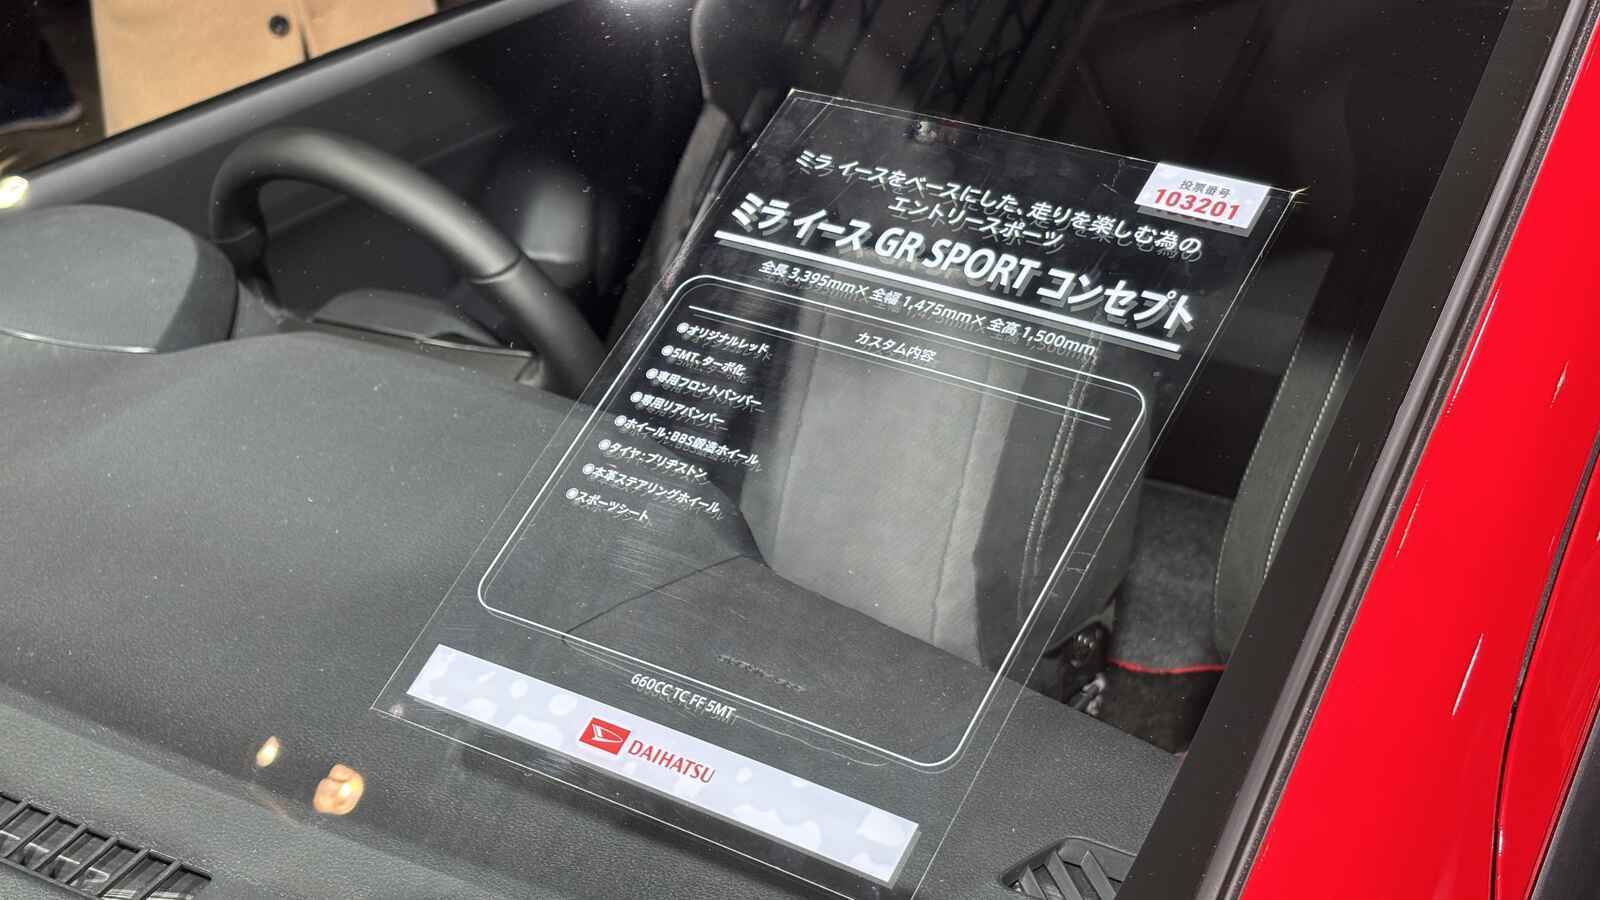 投票番号
103201
ミラ イースをベースにした、走りを楽しむ為の
エントリースポーツ
ミラ イース GR SPORT コンセプト
全長 3,395mm× 全幅 1,475mm× 全高 1,500mm
カスタム内容
◉オリジナルレッド
◉5MT、ターボ化
◉専用フロントバンパー
◉専用リアバンパー
◉ホイール：BBS鍛造ホイール
◉タイヤ：ブリヂストン
◉本革ステアリングホイール
◉スポーツシート
660CC TC FF 5MT
DAIHATSU